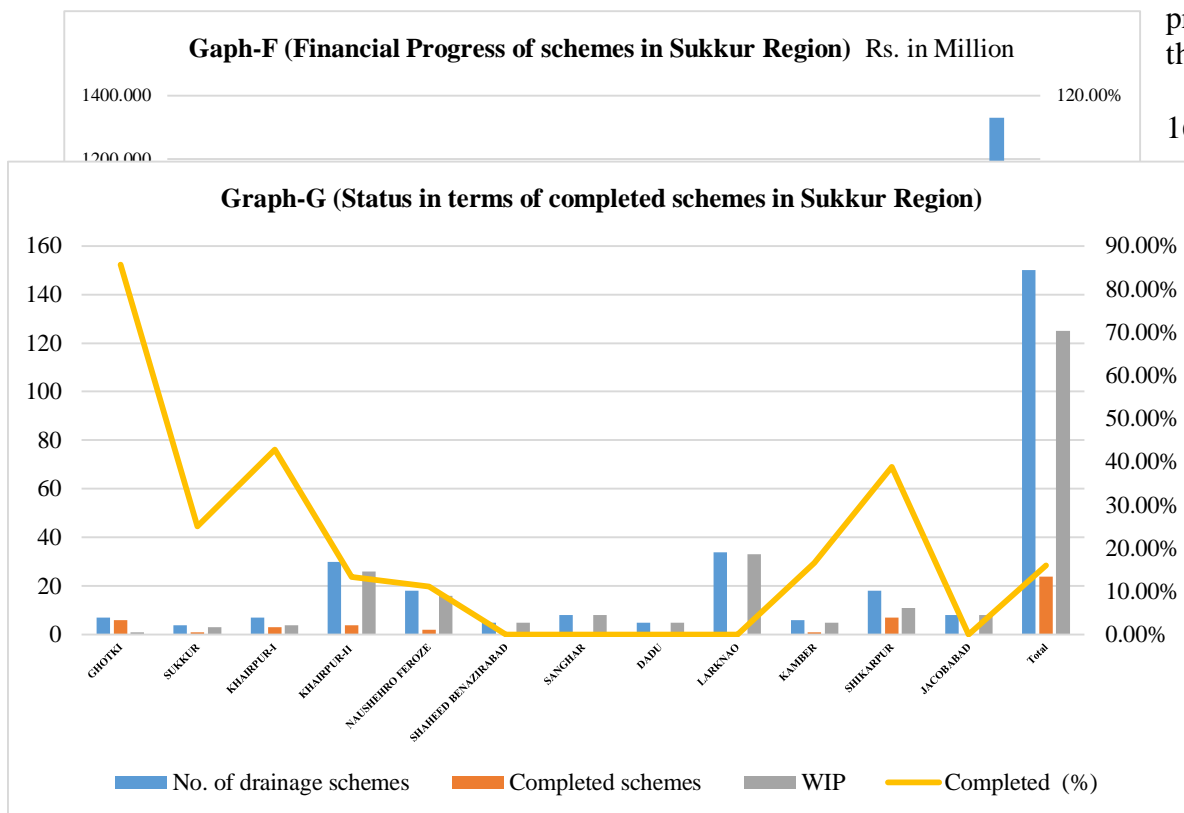 pr
th
Gaph-F (Financial Progress of schemes in Sukkur Region) Rs. in Million
1400.000 120.00%
1200.000
Graph-G (Status in terms of completed schemes in Sukkur Region)
160 90.00%
140 80.00%
120 70.00%
100 60.00%
80 50.00%
60 40.00%
40 30.00%
20 20.00%
0 10.00%
0.00%
GHOTKI
SUKKUR
KHAIRPUR-I
KHAIRPUR-II
NAUSHEHRO FEROZE
SHAHEED BENAZIRABAD
SANGHAR
DADU
LARKNAO
KAMBER
SHIKARPUR
JACOBABAD
Total
No. of drainage schemes Completed schemes WIP Completed (%)